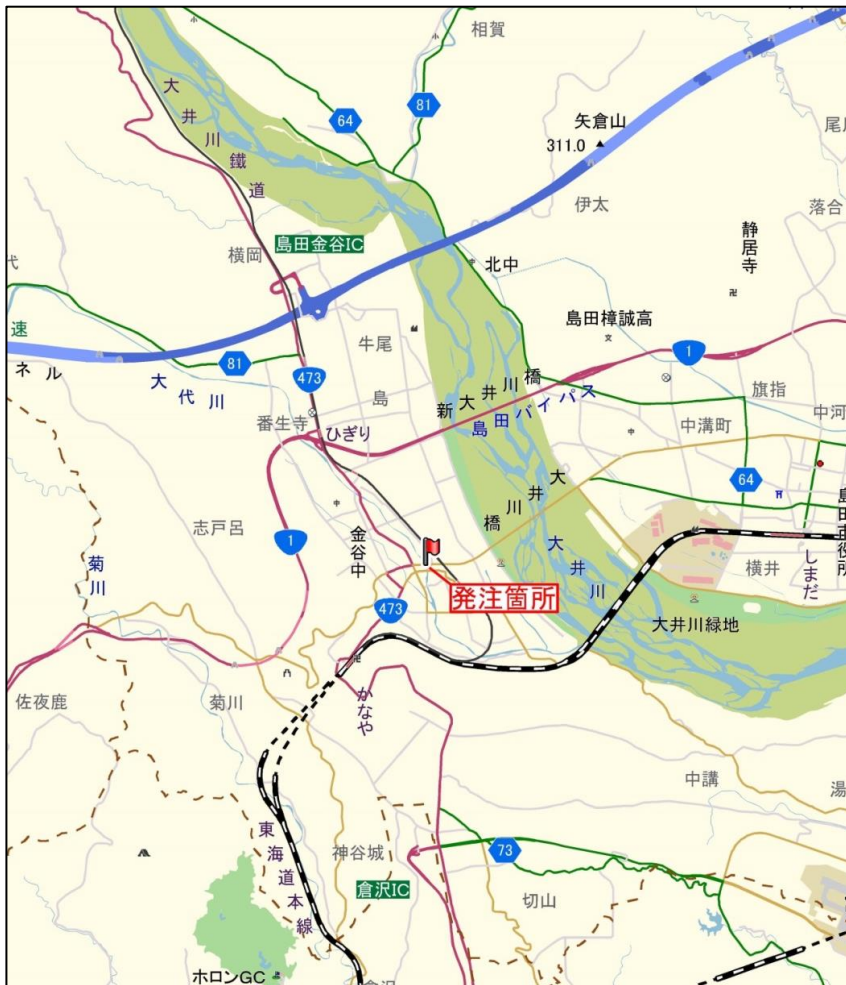 相賀
大井川鐵道
64
81
矢倉山
311.0
伊太
落合
島田金谷IC
横岡
北中
静居寺
島田樟誠高
速
牛尾
1
81
ネル
大代川
473
島
新大井川橋
島田バイパス
旗指
番生寺
ひぎり
中溝町
中河
64
大井川橋
志戸呂
金谷中
1
大井川
島田市役所
菊川
横井
しまだ
発注箇所
473
大井川緑地
佐夜鹿
菊川
かなや
中講
湯
東海道本線
神谷城
73
倉沢IC
切山
ホロンGC